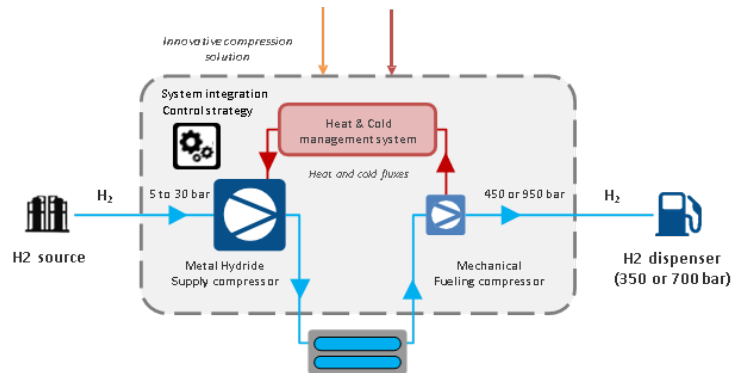 Innovative compression
solution
System integration
Control strategy
Heat & Cold
management system
Heat and cold fluxes
H2
5 to 30 bar
450 or 950 bar
H2
H2 source
Metal Hydride
Supply compressor
Mechanical
Fueling compressor
H2 dispenser
(350 or 700 bar)